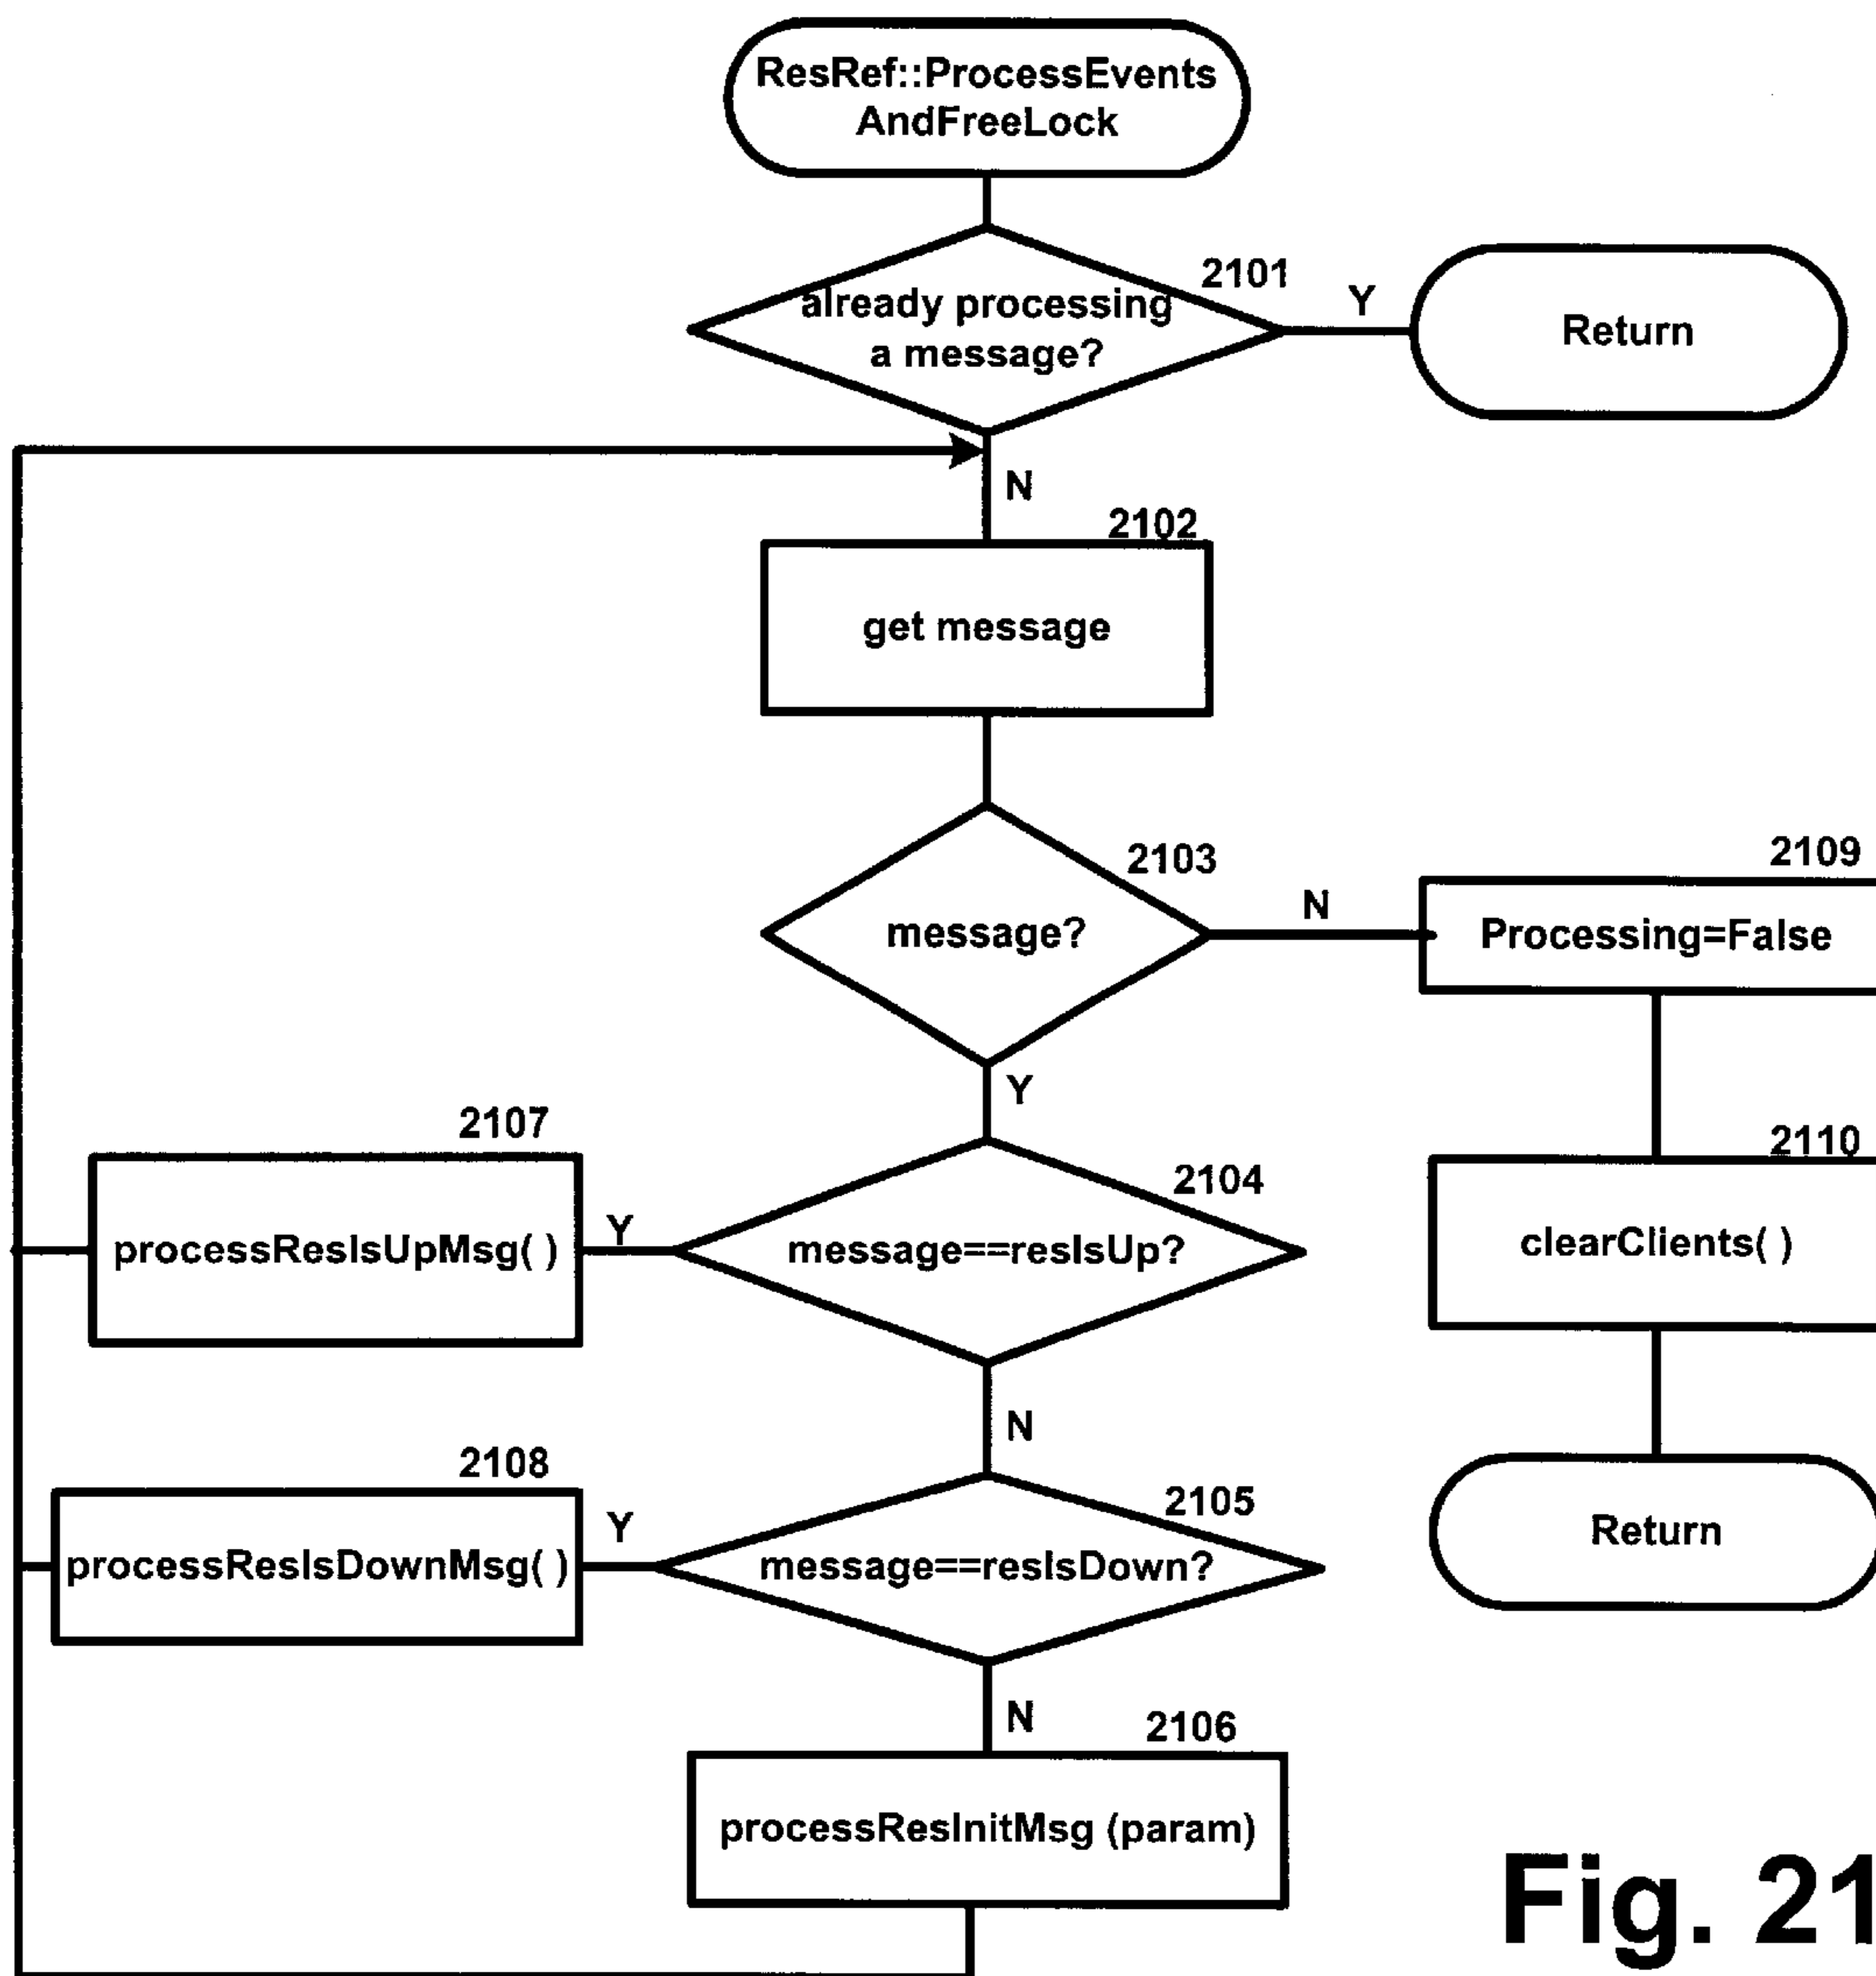 ResRef::ProcessEvents
AndFreeLock
2101
already processing
a message?
Y
Return
N
2102
get message
2103
message?
N
2109
Processing=False
Y
2107
processResIsUpMsg( )
Y
2104
message==resIsUp?
2110
clearClients( )
N
2108
processResIsDownMsg( )
Y
2105
message==resIsDown?
Return
N
2106
processResInitMsg (param)
Fig. 21